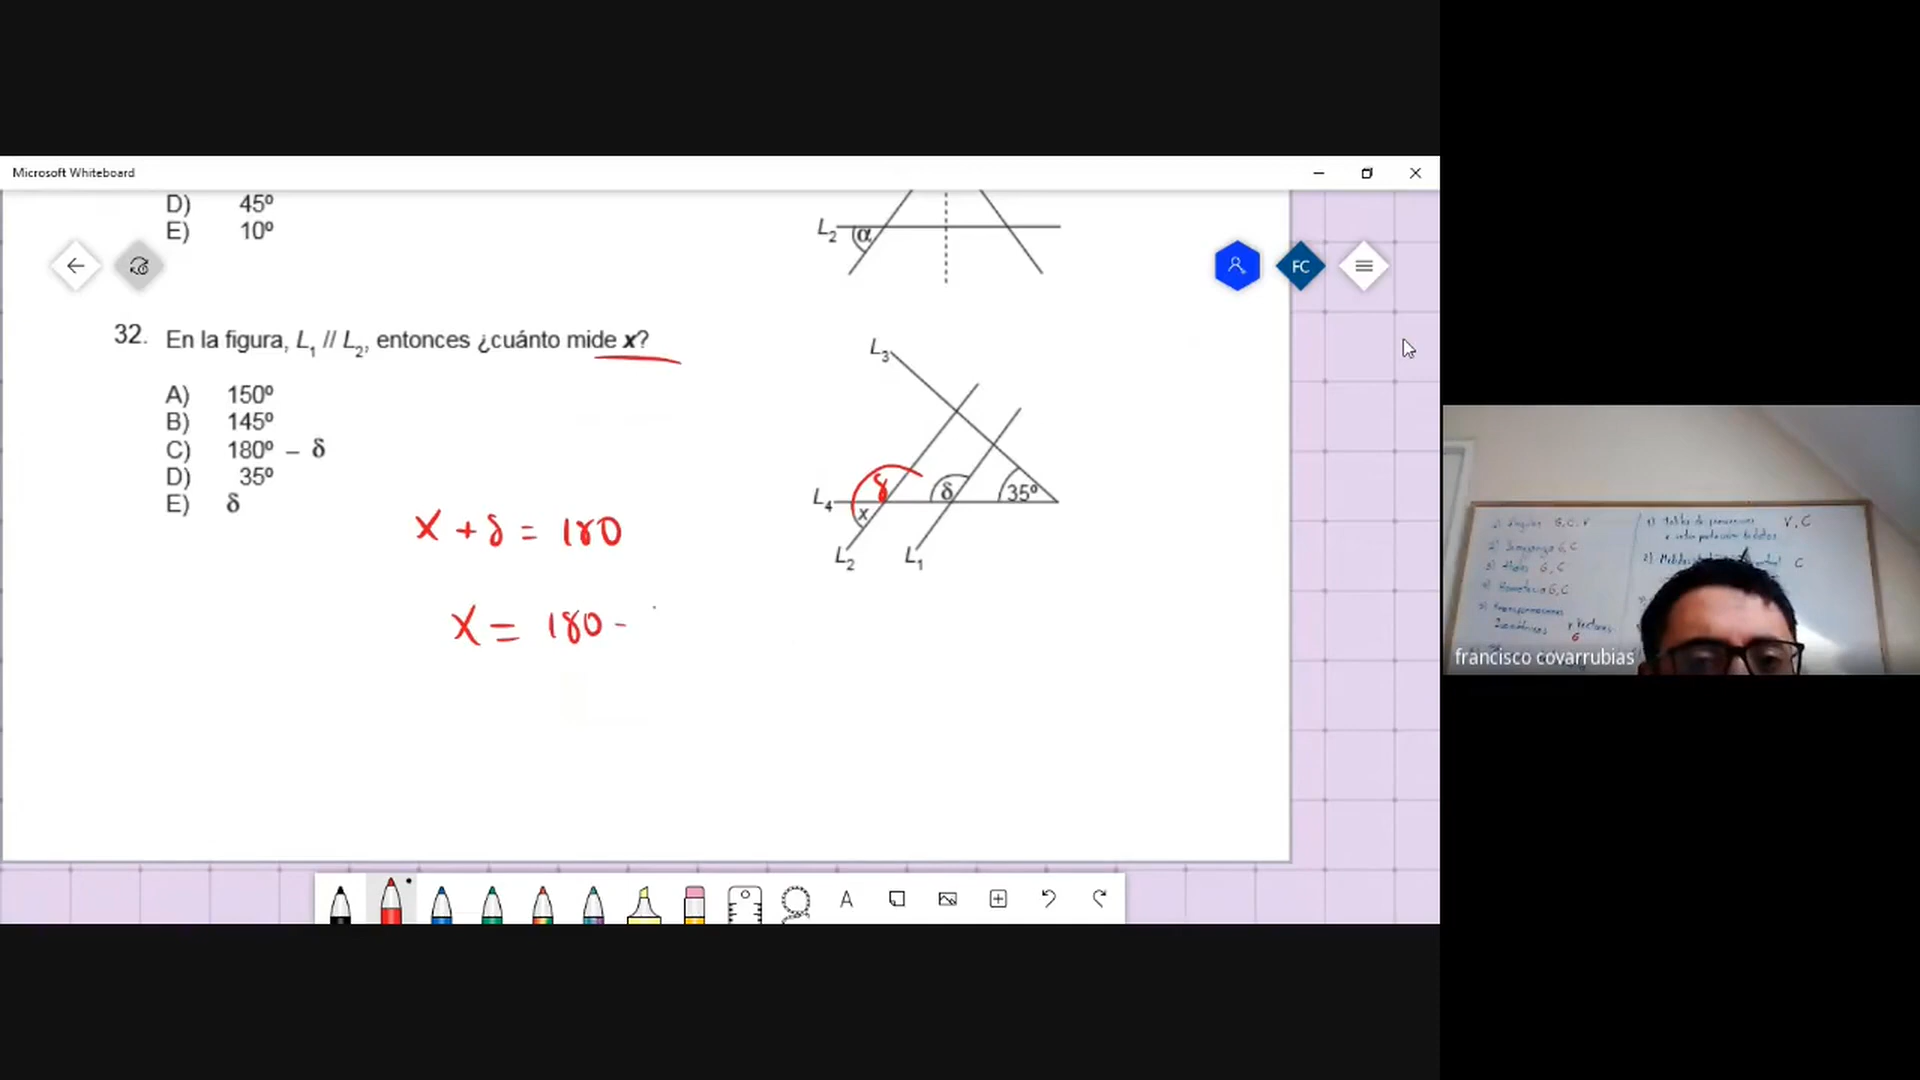 Microsoft Whiteboard
D) 45º
E) 10º
L2 α
FC
32. En la figura, L1 // L2, entonces ¿cuánto mide x?
A) 150º
B) 145º
C) 180º – δ
D) 35º
E) δ
L3
δ
L4 x δ 35º
L2 L1
x + δ = 180
x = 180 -
A
V, C
G, C
C
G, C
G, C
francisco covarrubias